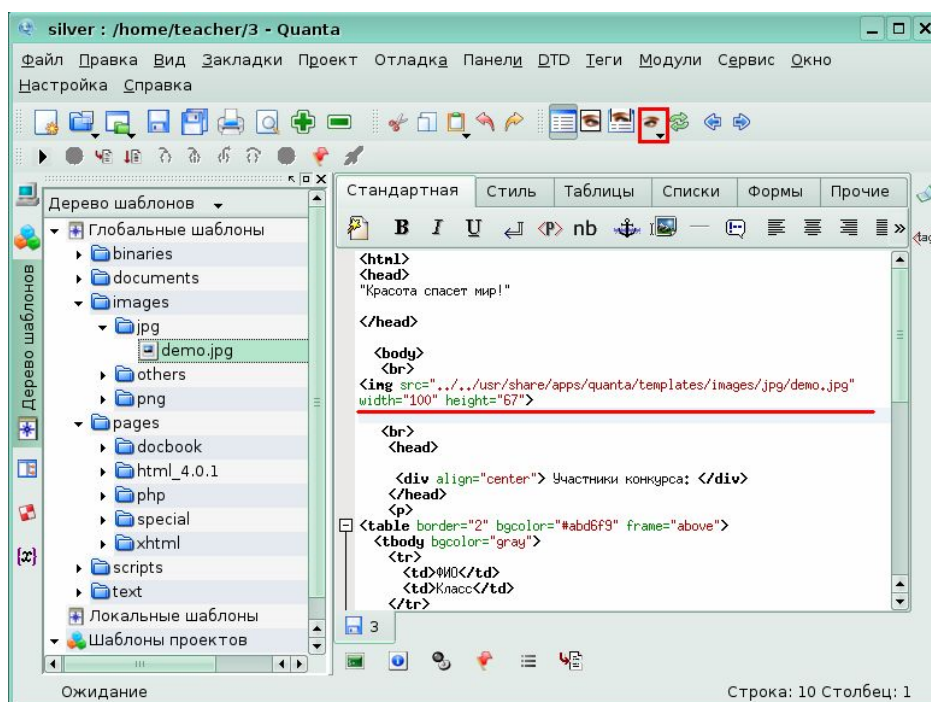 silver : /home/teacher/3 - Quanta
Файл Правка Вид Закладки Проект Отладка Панели DTD Теги Модули Сервис Окно
Настройка Справка
Дерево шаблонов
Дерево шаблонов
Глобальные шаблоны
binaries
documents
images
jpg
demo.jpg
others
png
pages
docbook
html_4.0.1
php
special
xhtml
scripts
text
Локальные шаблоны
Шаблоны проектов
{x}
Стандартная Стиль Таблицы Списки Формы Прочие
B I U <P> nb »
<tag
<html>
<head>
"Красота спасет мир!"
</head>
<body>
<br>
<img src="../../usr/share/apps/quanta/templates/images/jpg/demo.jpg"
width="100" height="67">
<br>
<head>
<div align="center"> Участники конкурса: </div>
</head>
<p>
<table border="2" bgcolor="#abd6f9" frame="above">
<tbody bgcolor="gray">
<tr>
<td>ФИО</td>
<td>Класс</td>
</tr>
3
Ожидание
Строка: 10 Столбец: 1